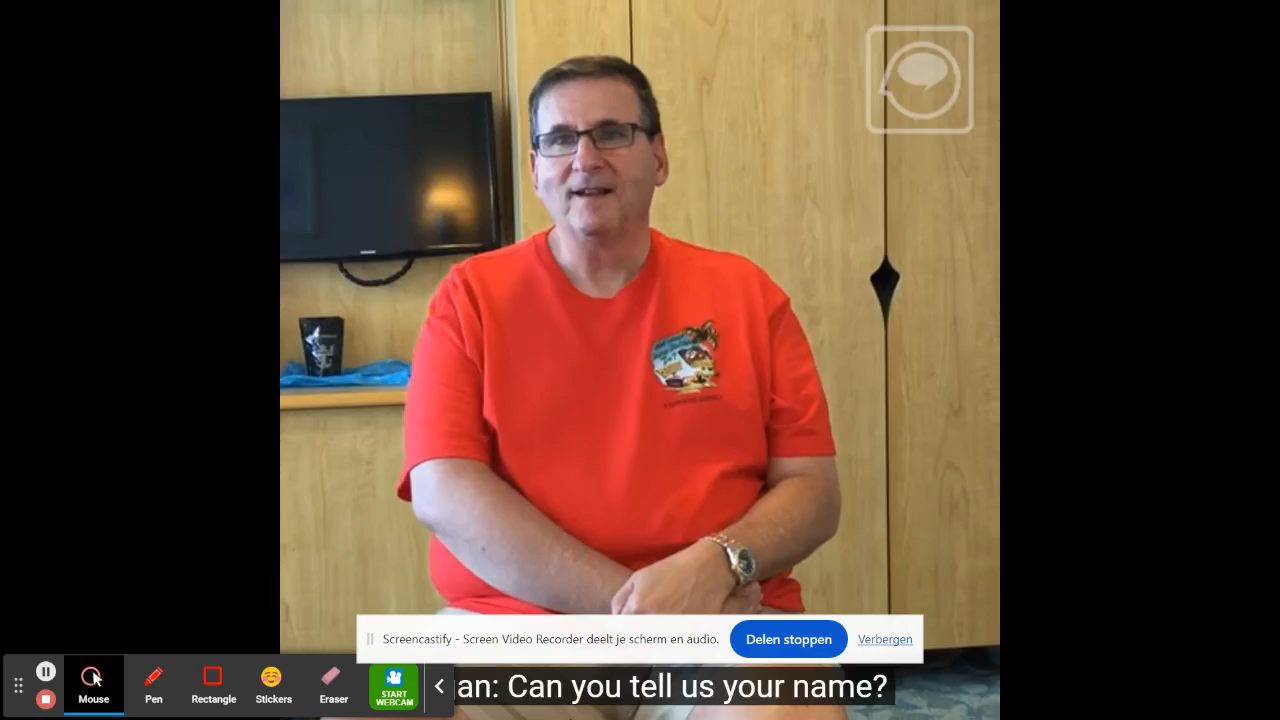 Screencastify - Screen Video Recorder deelt je scherm en audio.
Delen stoppen
Verbergen
Mouse
Pen
Rectangle
Stickers
Eraser
START
WEBCAM
an: Can you tell us your name?